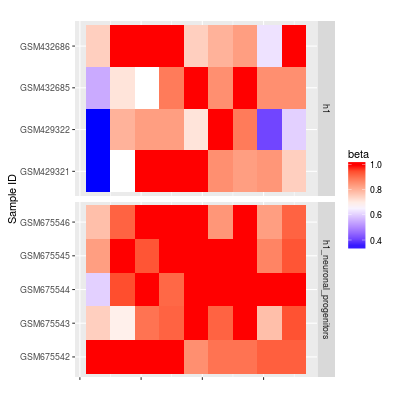 Sample ID
GSM432686
GSM432685
GSM429322
GSM429321
h1
GSM675546
GSM675545
GSM675544
GSM675543
GSM675542
h1_neuronal_progenitors
beta
1.0
0.8
0.6
0.4